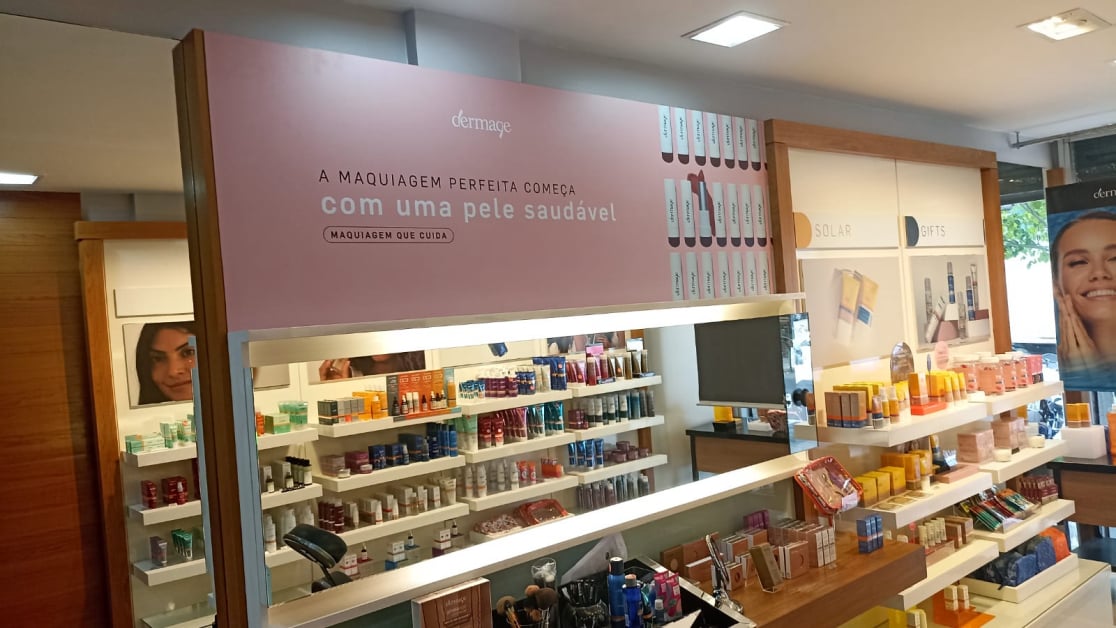 dermage
A MAQUIAGEM PERFEITA COMEÇA
com uma pele saudável
MAQUIAGEM QUE CUIDA
SOLAR
GIFTS